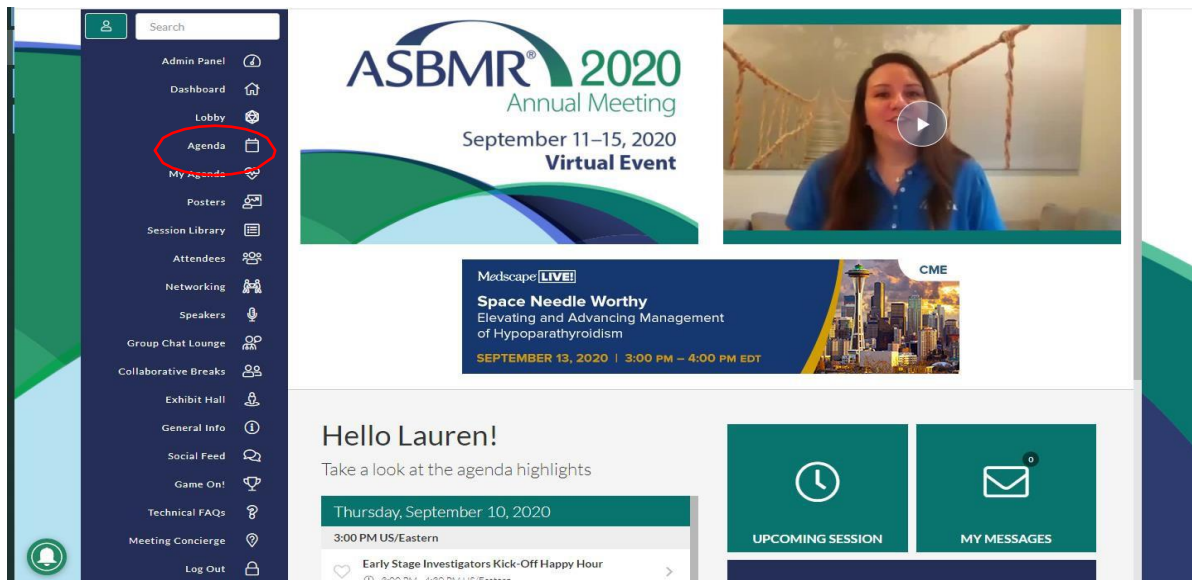 Search
Admin Panel
Dashboard
Lobby
Agenda
My Agenda
Posters
Session Library
Attendees
Networking
Speakers
Group Chat Lounge
Collaborative Breaks
Exhibit Hall
General Info
Social Feed
Game On!
Technical FAQs
Meeting Concierge
Log Out
ASBMR® 2020
Annual Meeting
September 11–15, 2020
Virtual Event
Medscape LIVE!
CME
Space Needle Worthy
Elevating and Advancing Management
of Hypoparathyroidism
SEPTEMBER 13, 2020 | 3:00 PM – 4:00 PM EDT
Hello Lauren!
Take a look at the agenda highlights
Thursday, September 10, 2020
3:00 PM US/Eastern
Early Stage Investigators Kick-Off Happy Hour
UPCOMING SESSION
0
MY MESSAGES